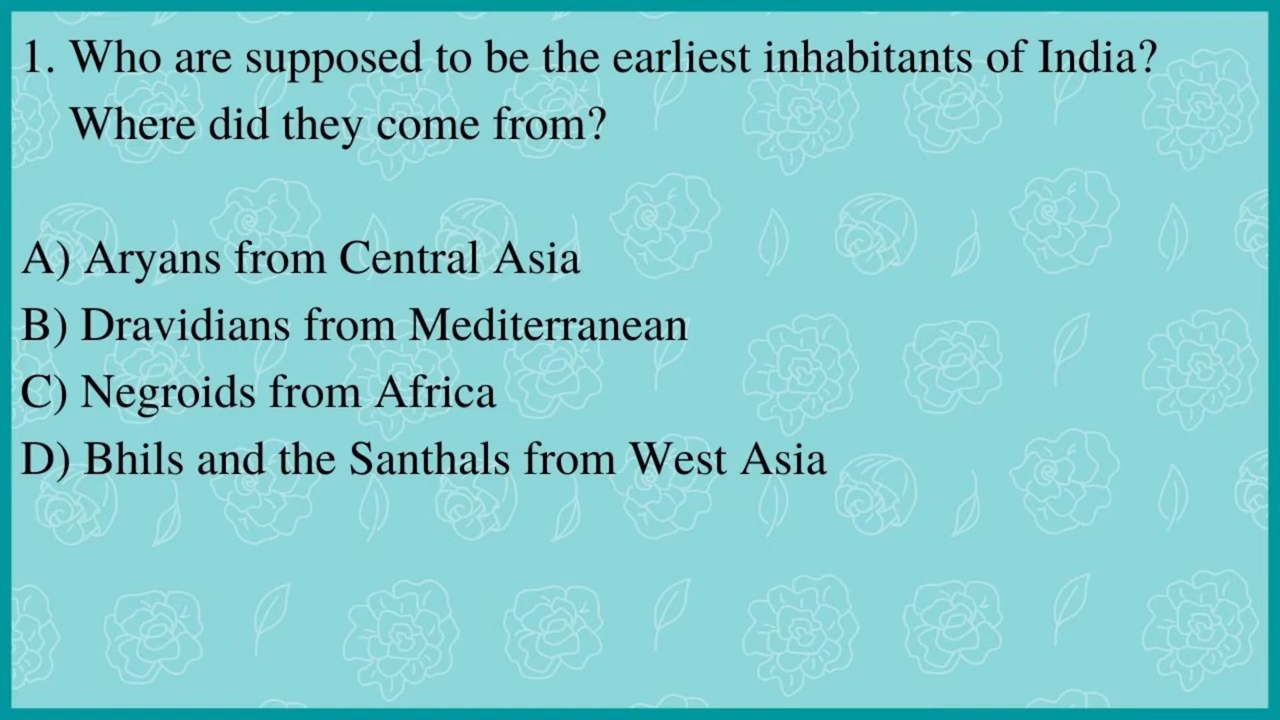 1. Who are supposed to be the earliest inhabitants of India?
Where did they come from?
A) Aryans from Central Asia
B) Dravidians from Mediterranean
C) Negroids from Africa
D) Bhils and the Santhals from West Asia